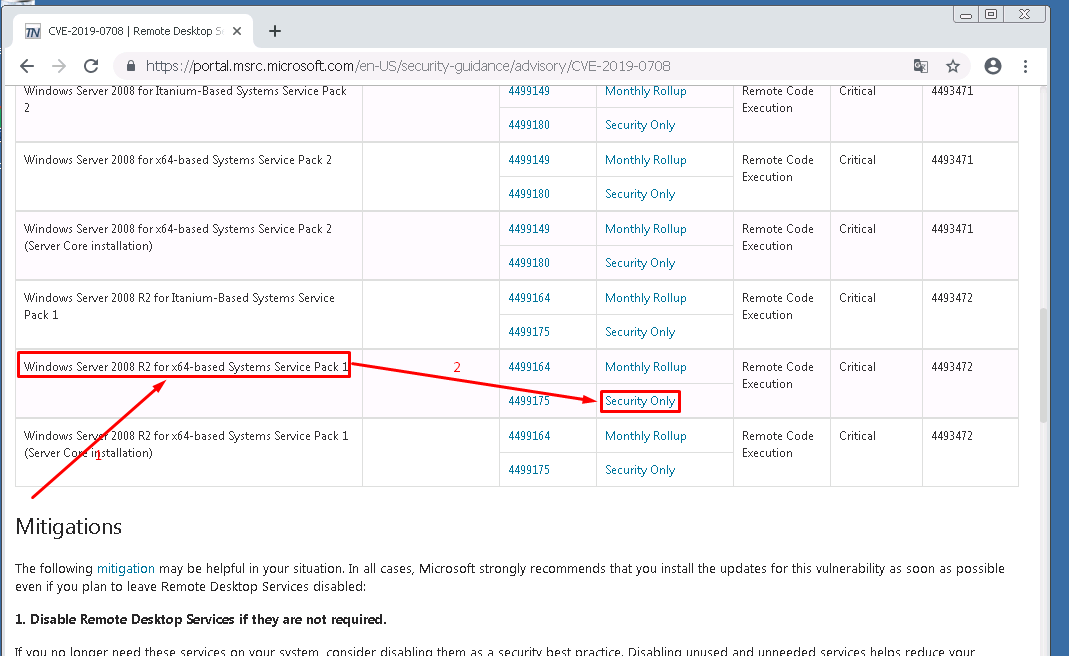 TN CVE-2019-0708 | Remote Desktop S
https://portal.msrc.microsoft.com/en-US/security-guidance/advisory/CVE-2019-0708
Windows Server 2008 for Itanium-Based Systems Service Pack
2
4499149 Monthly Rollup
4499180 Security Only
Remote Code
Execution
Critical
4493471
Windows Server 2008 for x64-based Systems Service Pack 2
4499149 Monthly Rollup
4499180 Security Only
Remote Code
Execution
Critical
4493471
Windows Server 2008 for x64-based Systems Service Pack 2
(Server Core installation)
4499149 Monthly Rollup
4499180 Security Only
Remote Code
Execution
Critical
4493471
Windows Server 2008 R2 for Itanium-Based Systems Service
Pack 1
4499164 Monthly Rollup
4499175 Security Only
Remote Code
Execution
Critical
4493472
Windows Server 2008 R2 for x64-based Systems Service Pack 1
2
4499164 Monthly Rollup
4499175 Security Only
Remote Code
Execution
Critical
4493472
Windows Server 2008 R2 for x64-based Systems Service Pack 1
(Server Core installation)
1
4499164 Monthly Rollup
4499175 Security Only
Remote Code
Execution
Critical
4493472
Mitigations
The following mitigation may be helpful in your situation. In all cases, Microsoft strongly recommends that you install the updates for this vulnerability as soon as possible
even if you plan to leave Remote Desktop Services disabled:
1. Disable Remote Desktop Services if they are not required.
If you no longer need these services on your system, consider disabling them as a security best practice. Disabling unused and unneeded services helps reduce your